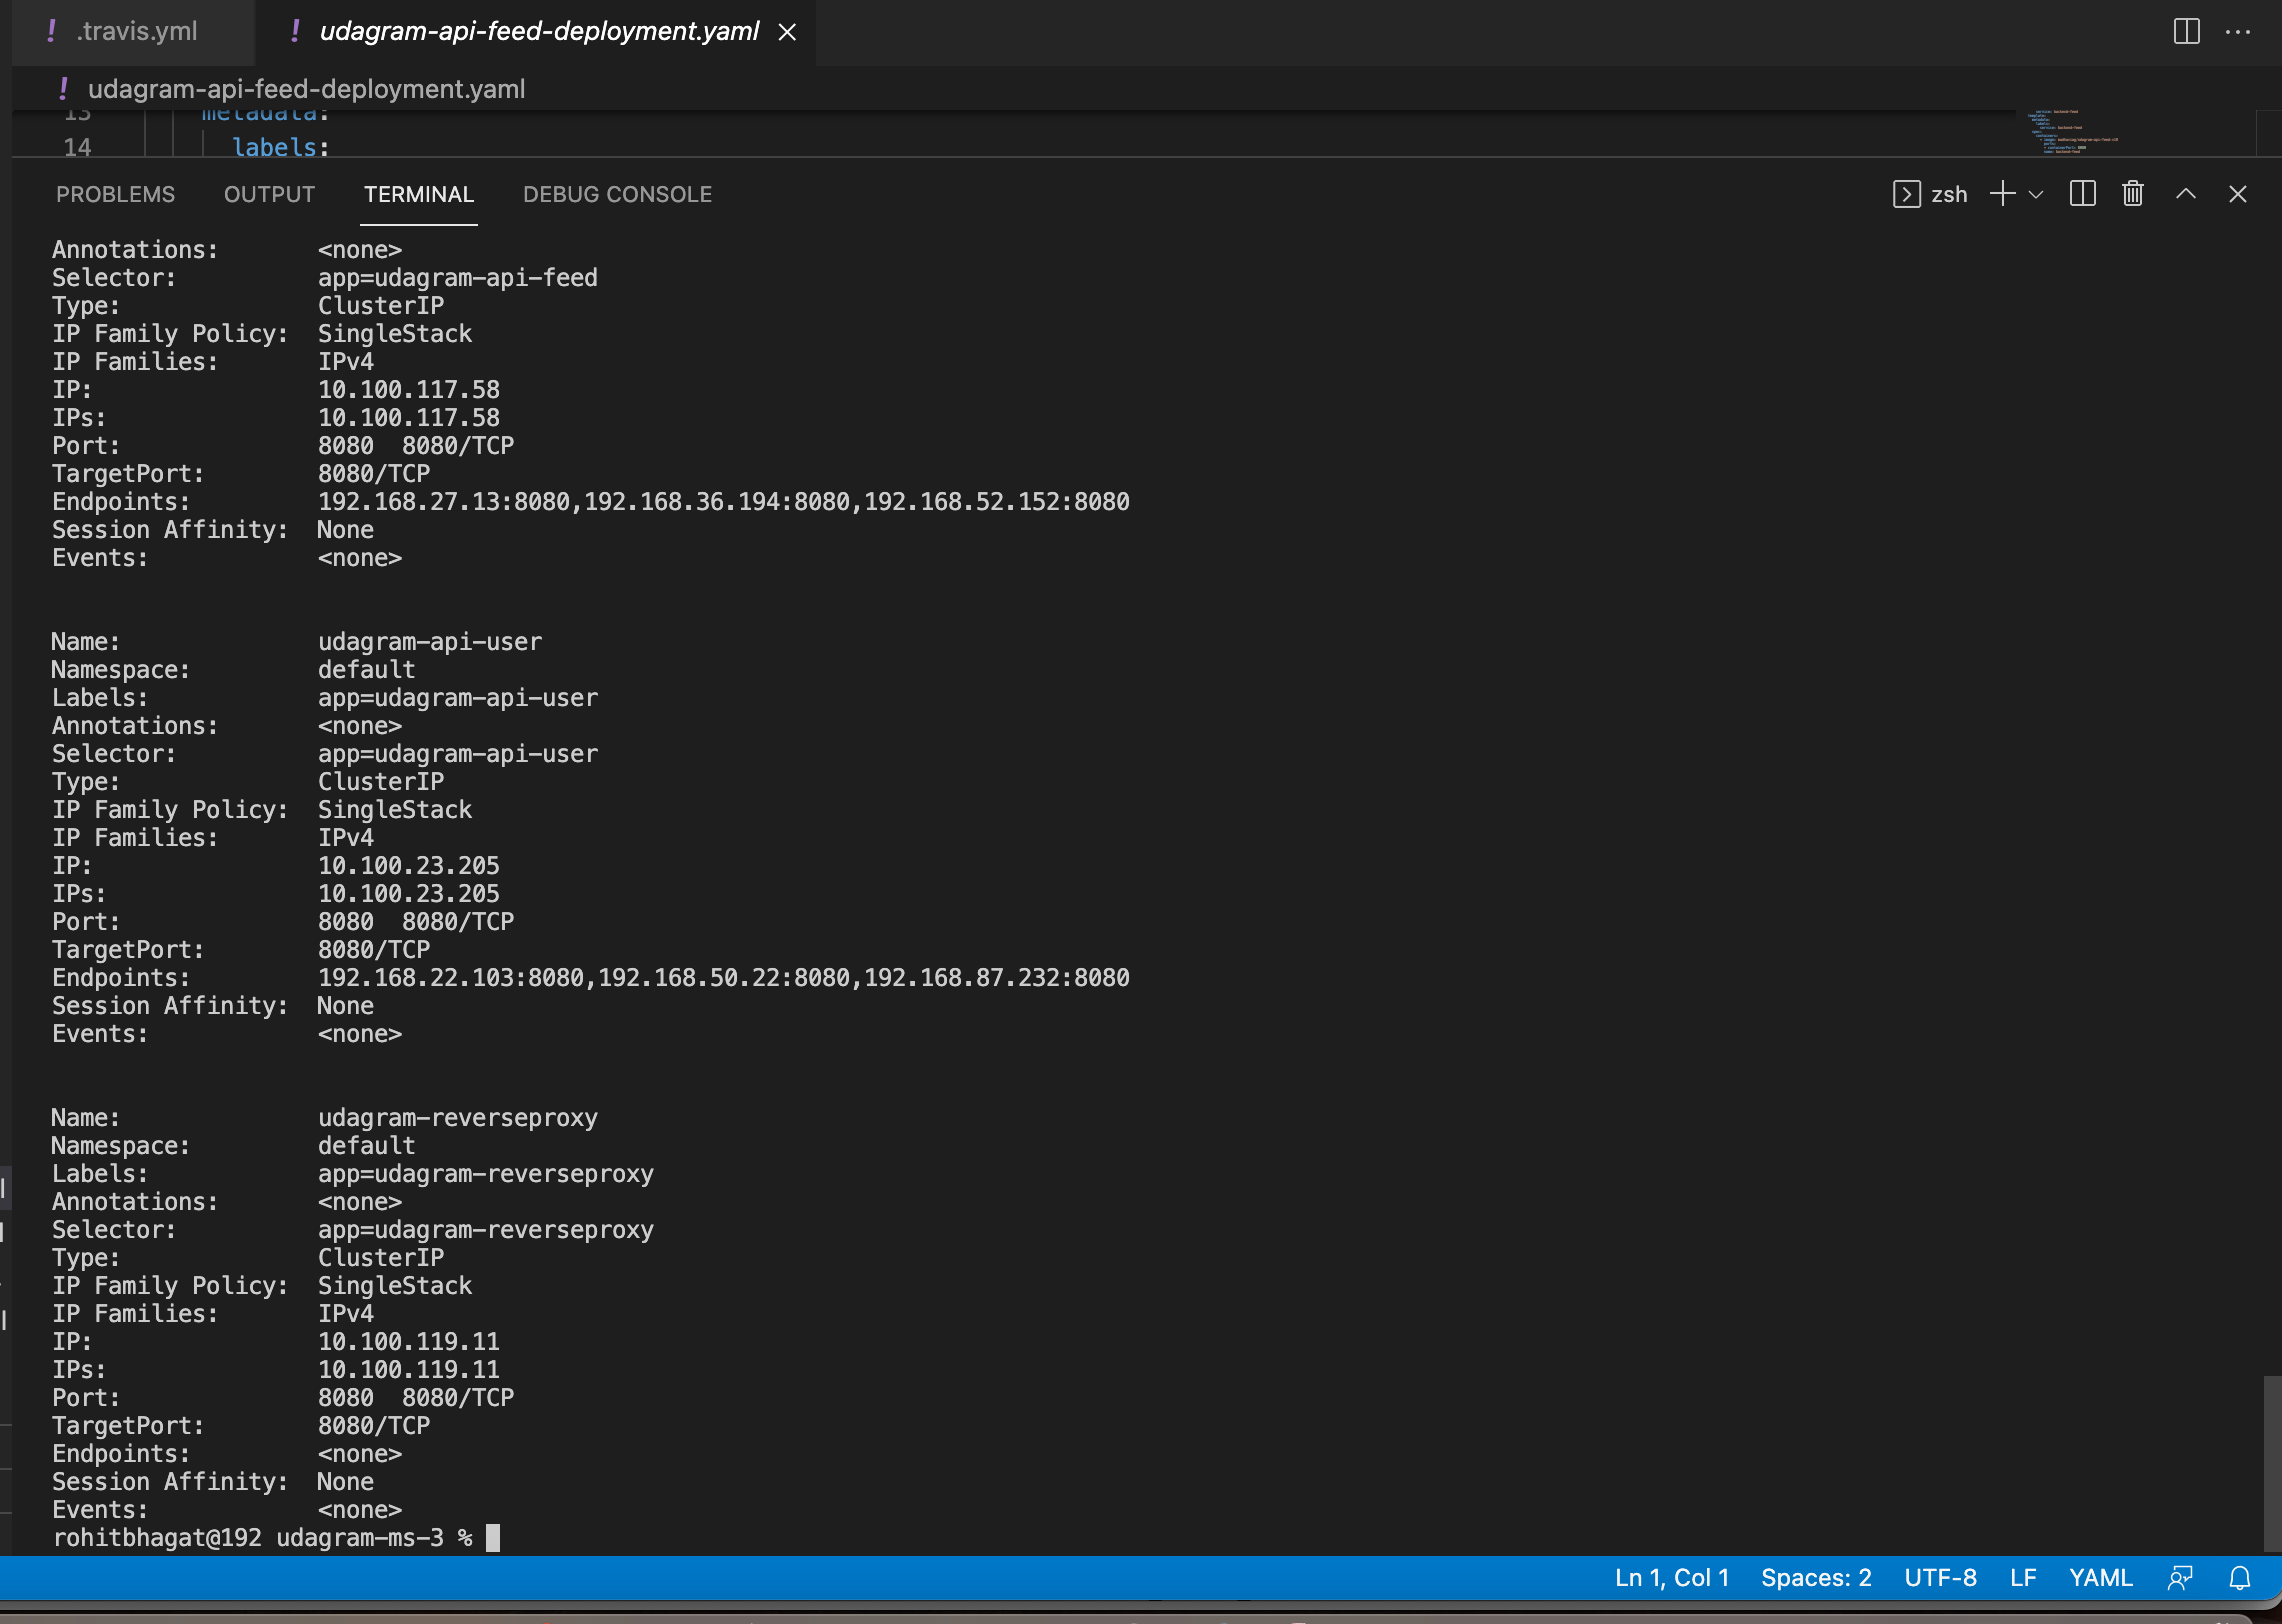 ! .travis.yml ! udagram-api-feed-deployment.yaml
! udagram-api-feed-deployment.yaml
13 metadata:
14 labels:
PROBLEMS OUTPUT TERMINAL DEBUG CONSOLE zsh
Annotations: <none>
Selector: app=udagram-api-feed
Type: ClusterIP
IP Family Policy: SingleStack
IP Families: IPv4
IP: 10.100.117.58
IPs: 10.100.117.58
Port: 8080 8080/TCP
TargetPort: 8080/TCP
Endpoints: 192.168.27.13:8080,192.168.36.194:8080,192.168.52.152:8080
Session Affinity: None
Events: <none>
Name: udagram-api-user
Namespace: default
Labels: app=udagram-api-user
Annotations: <none>
Selector: app=udagram-api-user
Type: ClusterIP
IP Family Policy: SingleStack
IP Families: IPv4
IP: 10.100.23.205
IPs: 10.100.23.205
Port: 8080 8080/TCP
TargetPort: 8080/TCP
Endpoints: 192.168.22.103:8080,192.168.50.22:8080,192.168.87.232:8080
Session Affinity: None
Events: <none>
Name: udagram-reverseproxy
Namespace: default
Labels: app=udagram-reverseproxy
Annotations: <none>
Selector: app=udagram-reverseproxy
Type: ClusterIP
IP Family Policy: SingleStack
IP Families: IPv4
IP: 10.100.119.11
IPs: 10.100.119.11
Port: 8080 8080/TCP
TargetPort: 8080/TCP
Endpoints: <none>
Session Affinity: None
Events: <none>
rohitbhagat@192 udagram-ms-3 %
Ln 1, Col 1 Spaces: 2 UTF-8 LF YAML